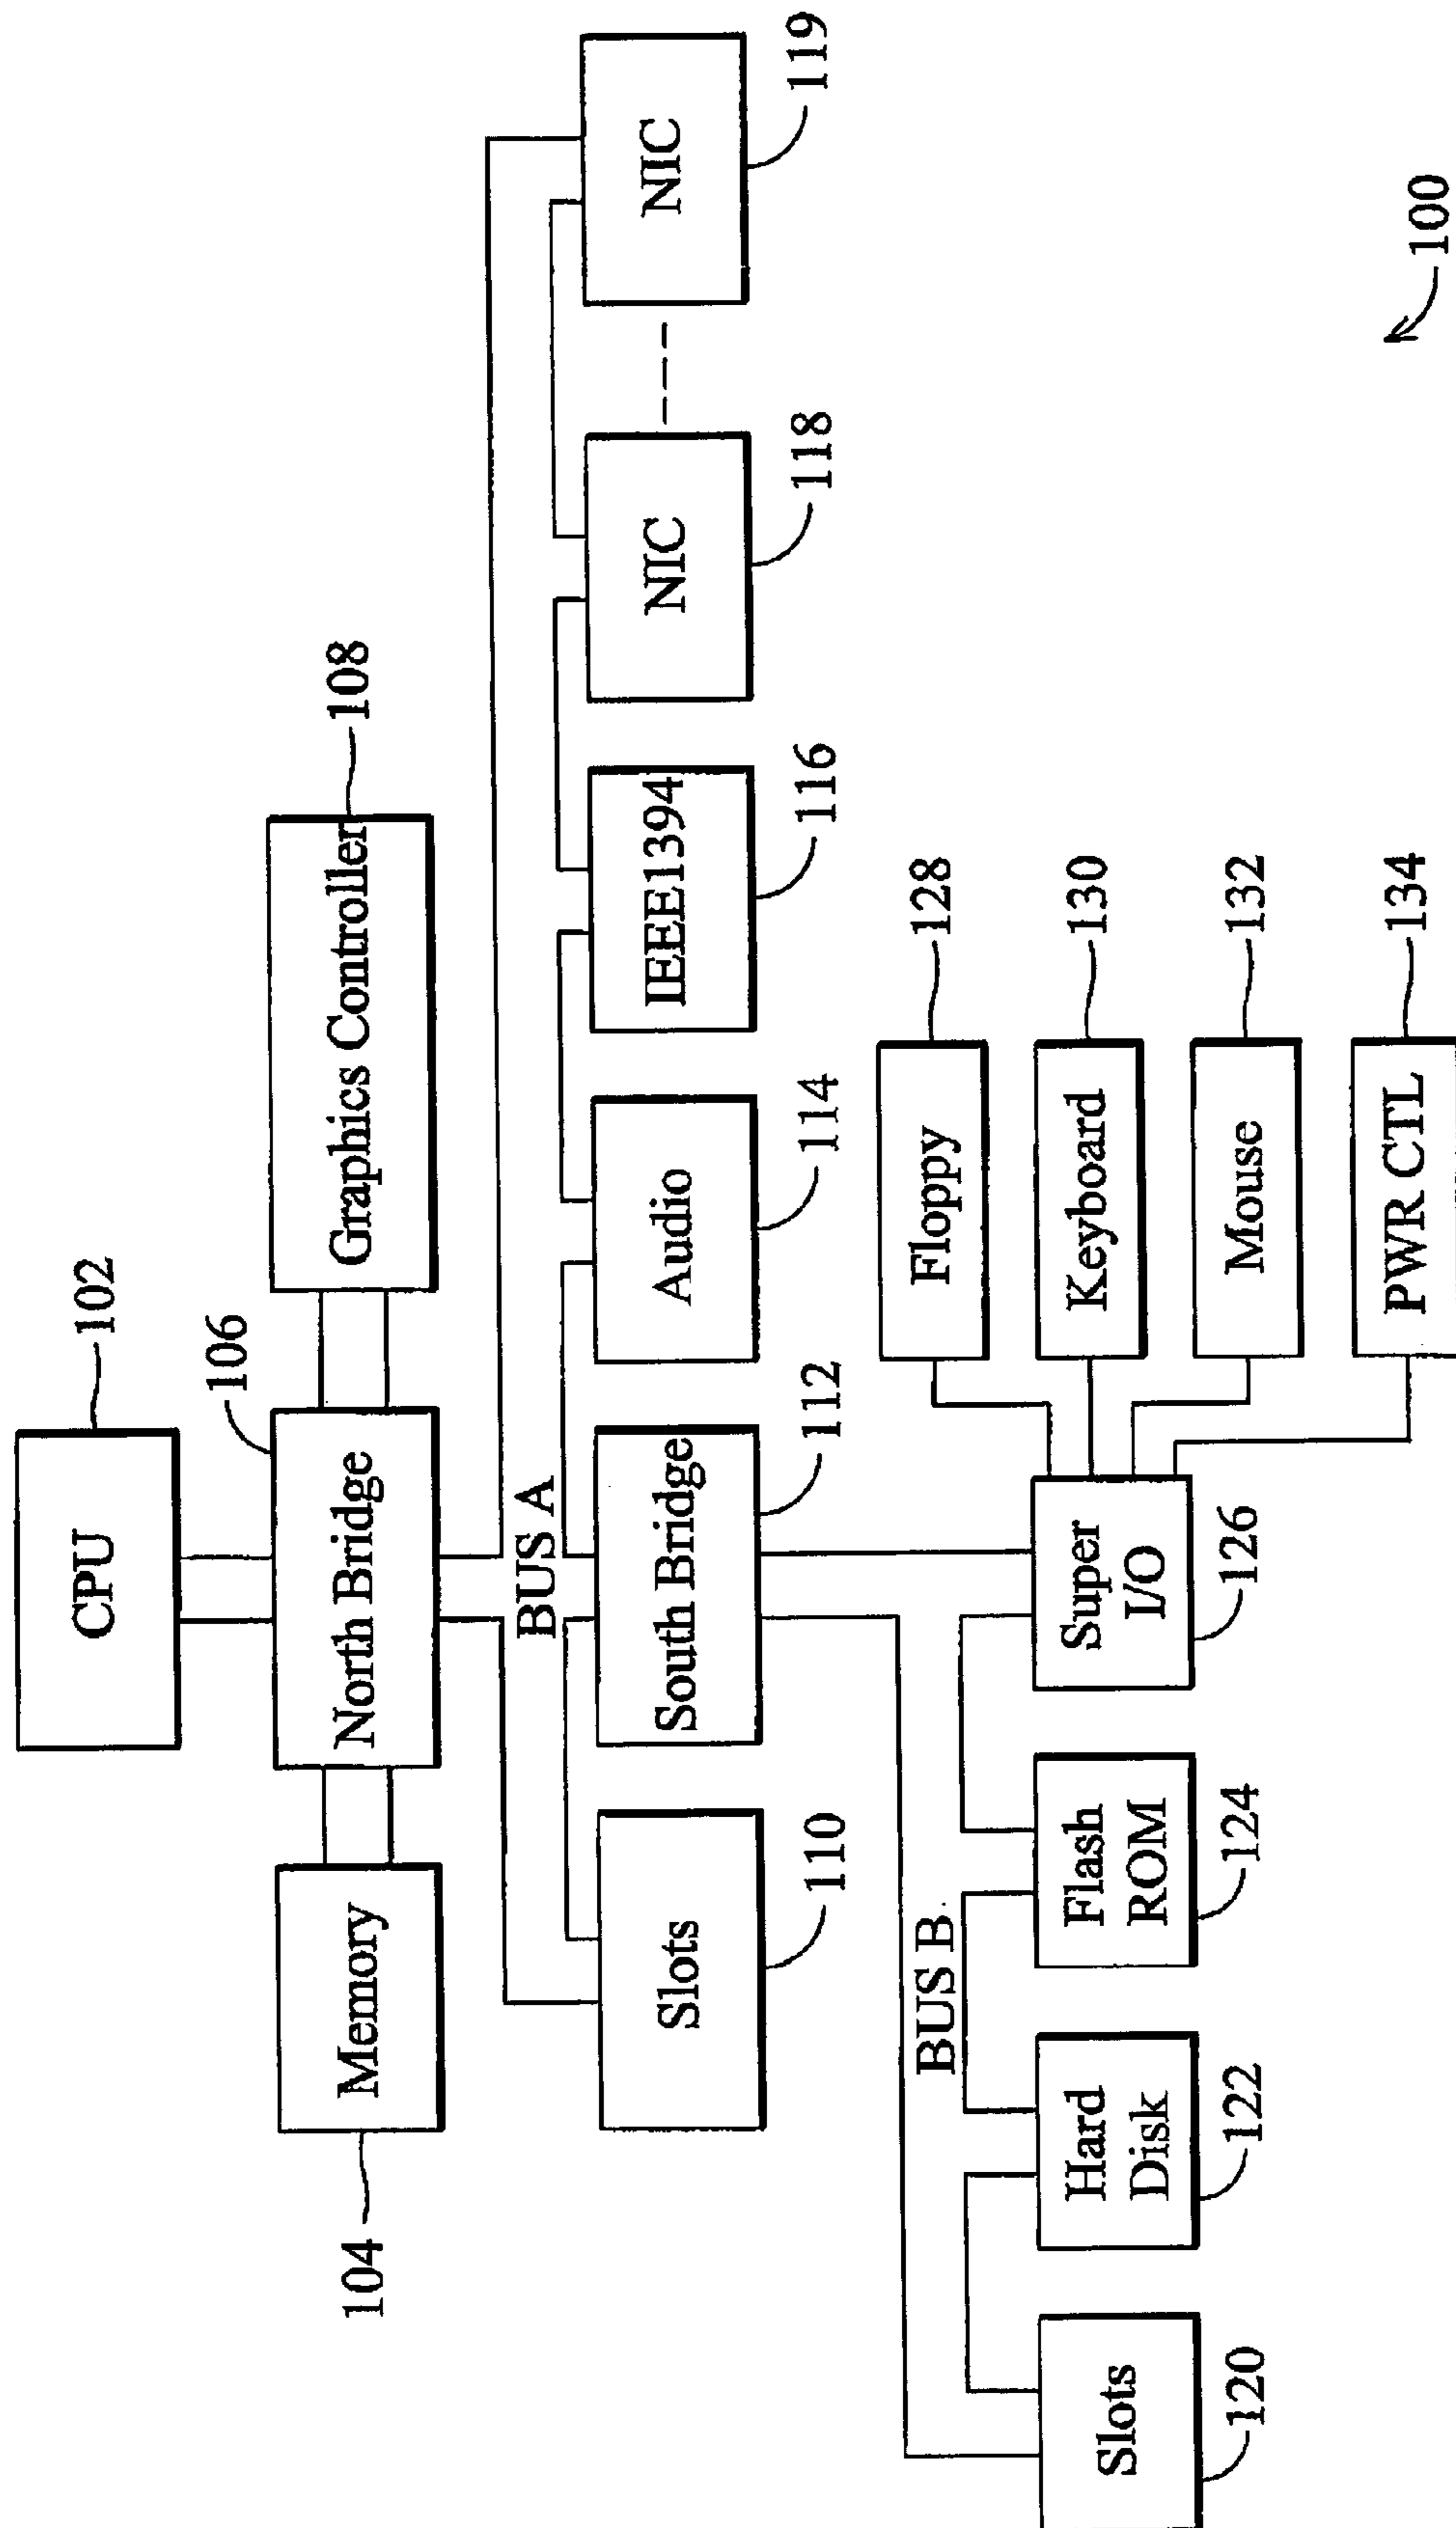 CPU
102
106
108
Memory
North Bridge
Graphics Controller
104
BUS A
Slots
South Bridge
Audio
IEEE1394
NIC
NIC
110
112
114
116
118
119
BUS B
Slots
Hard
Disk
Flash
ROM
Super
I/O
120
122
124
126
Floppy
128
Keyboard
130
Mouse
132
PWR CTL
134
100